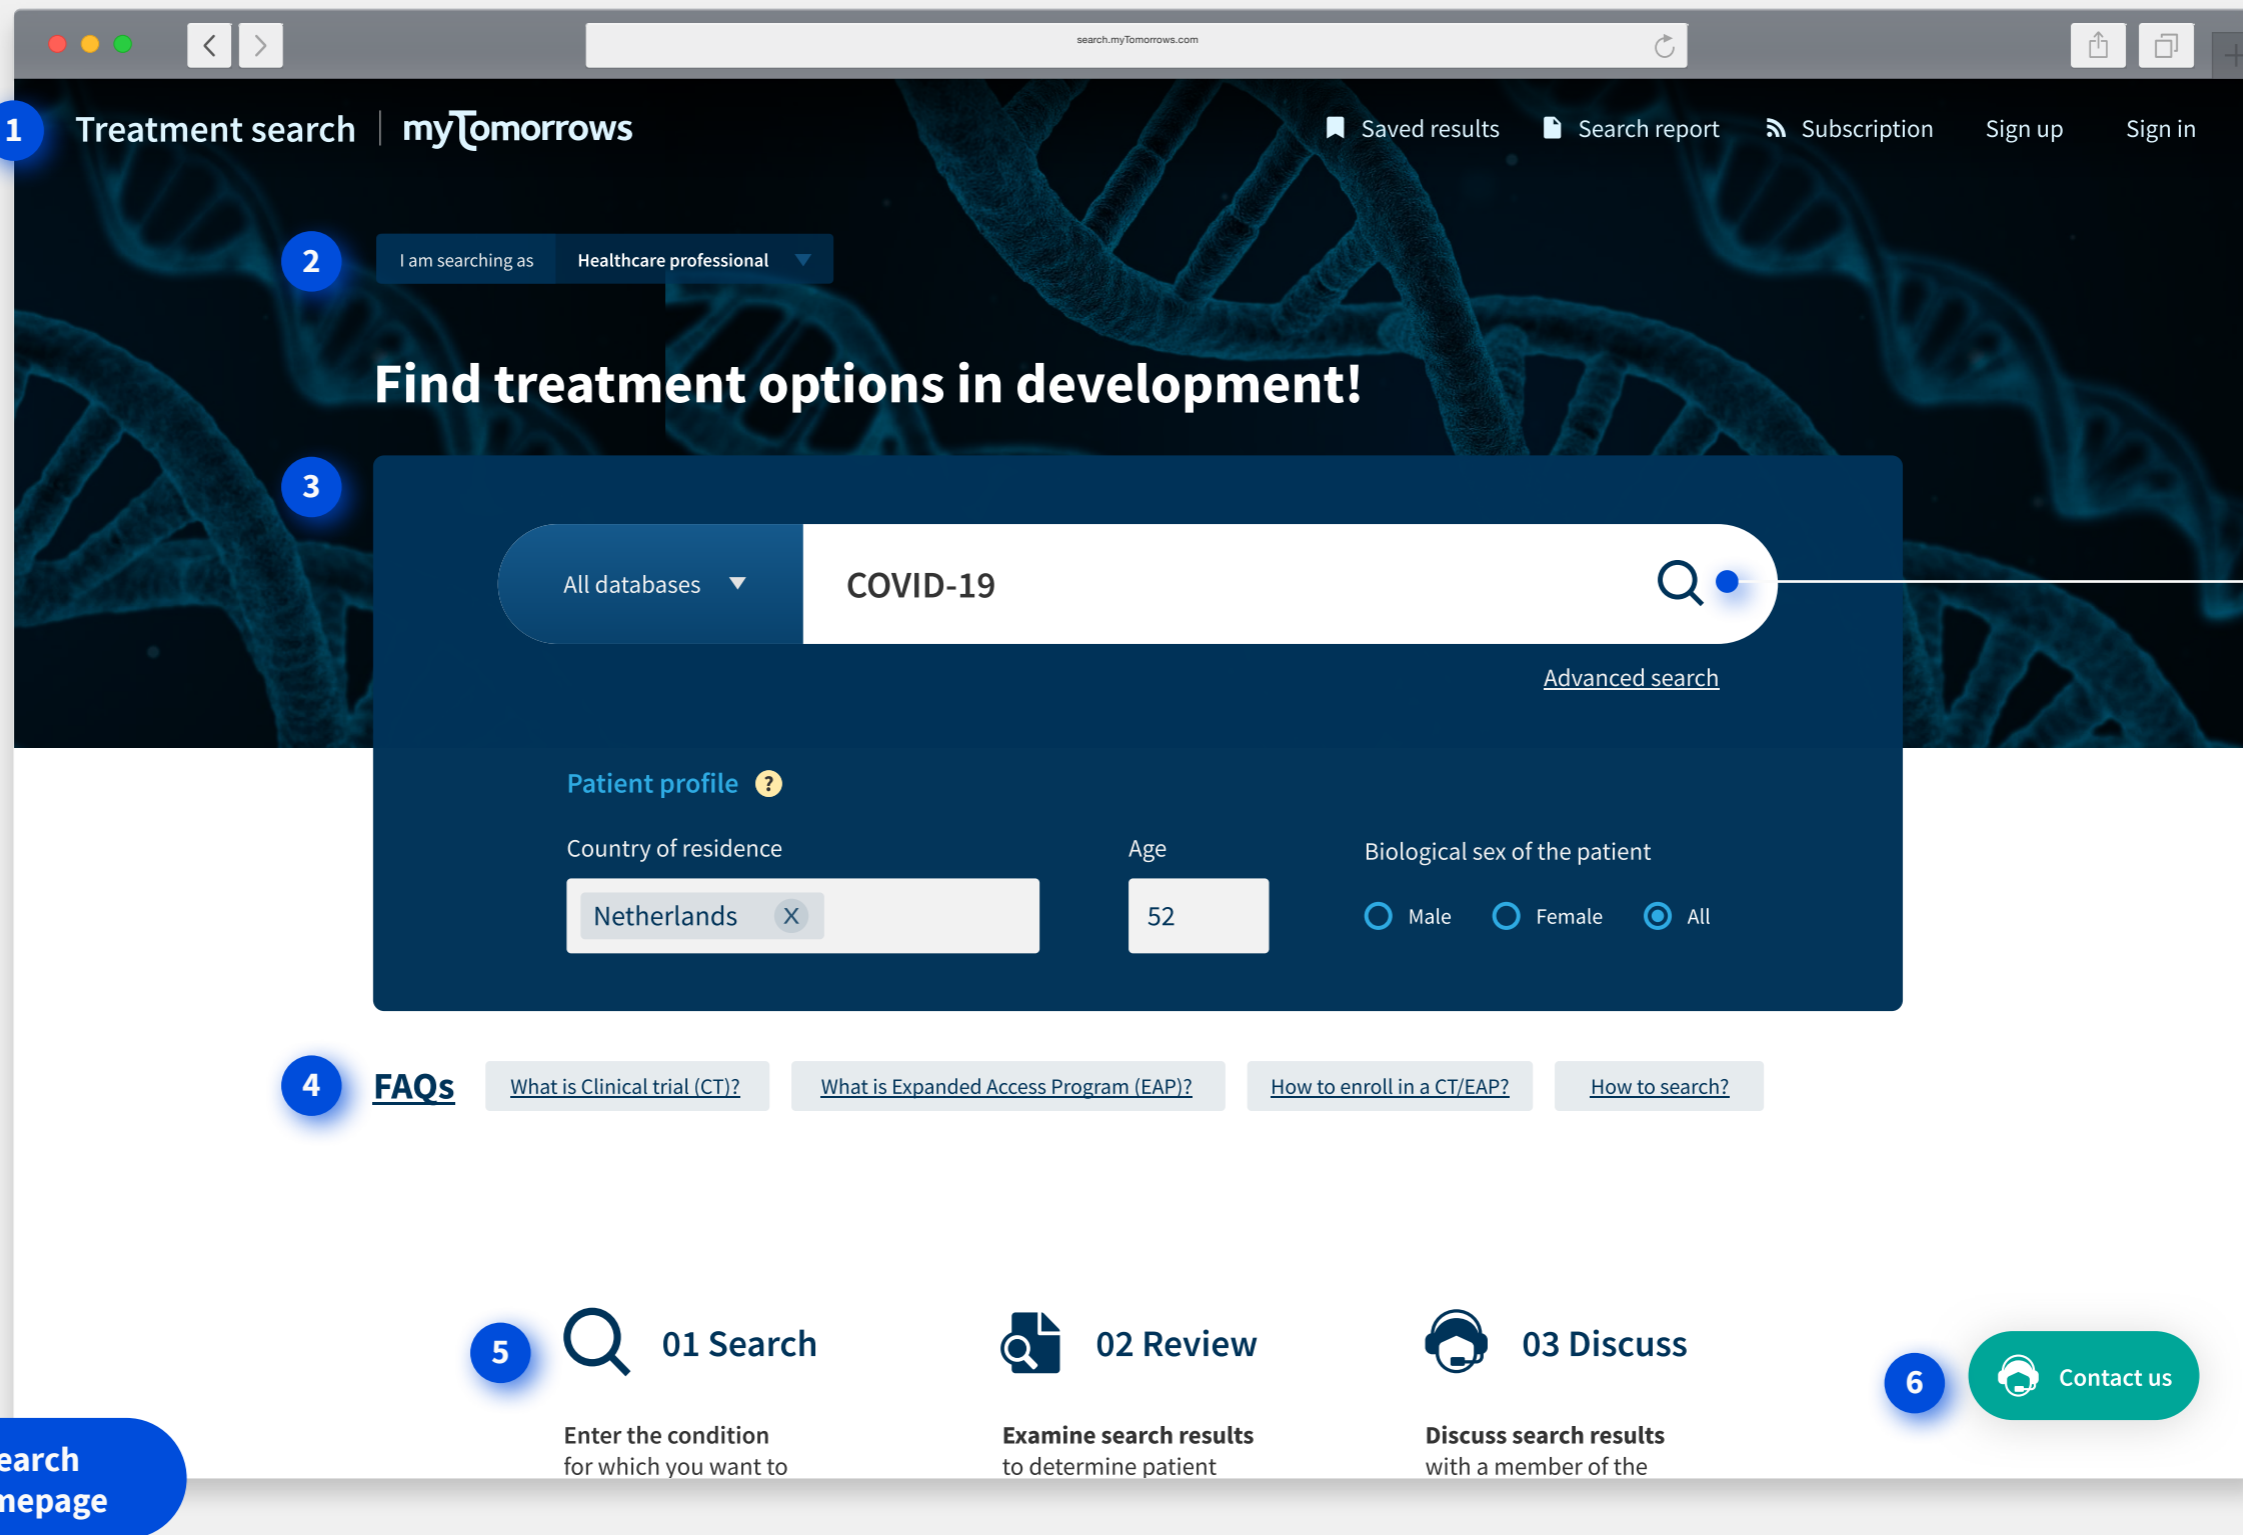 search.myTomorrows.com
1 Treatment search | myTomorrows Saved results Search report Subscription Sign up Sign in
2 I am searching as Healthcare professional
Find treatment options in development!
3
All databases COVID-19
Advanced search
Patient profile ?
Country of residence Age Biological sex of the patient
Netherlands X 52 Male Female All
4 FAQs What is Clinical trial (CT)? What is Expanded Access Program (EAP)? How to enroll in a CT/EAP? How to search?
5 01 Search 02 Review 03 Discuss
6 Contact us
Enter the condition Examine search results Discuss search results
for which you want to to determine patient with a member of the
earch
mepage